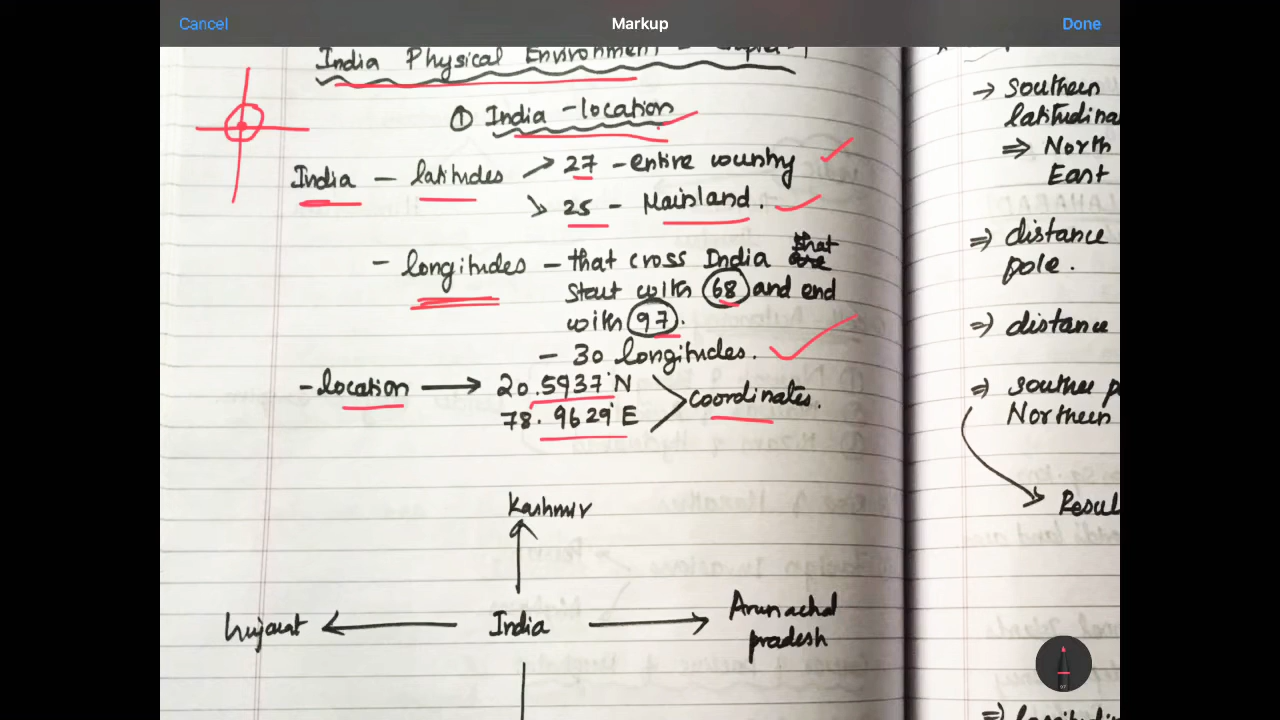 Cancel
Markup
Done
India Physical Environment -
① India - location
India - latitudes → 27 - entire country
↘ 25 - Mainland.
- longitudes - that cross India that
start with 68 and end
with 97.
- 30 longitudes.
- location → 20.5937°N
78.9629°E
coordinates.
Kashmir
Gujarat ← India → Arunachal
pradesh
→ southern
latitudina
⇒ North
East
⇒ distance
pole.
⇒ distance
⇒ southe p
Northern
Resul